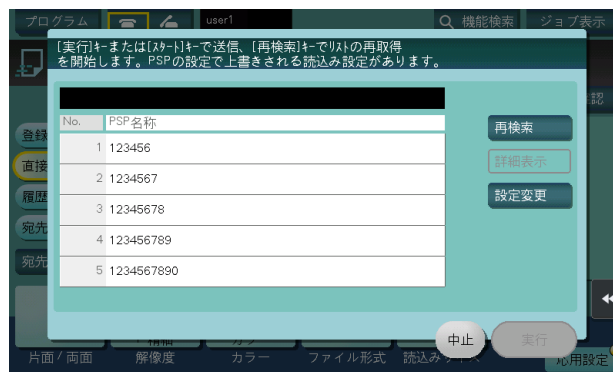 プログラム
user1
機能検索
ジョブ表示
[実行]ｷｰまたは[ｽﾀｰﾄ]ｷｰで送信、[再検索]ｷｰでﾘｽﾄの再取得
を開始します。PSPの設定で上書きされる読込み設定があります。
No. PSP名称
1 123456
2 1234567
3 12345678
4 123456789
5 1234567890
再検索
詳細表示
設定変更
登録
直接
履歴
宛先
宛先
中止
実行
片面 / 両面
解像度
カラー
ファイル形式
読込み
応用設定